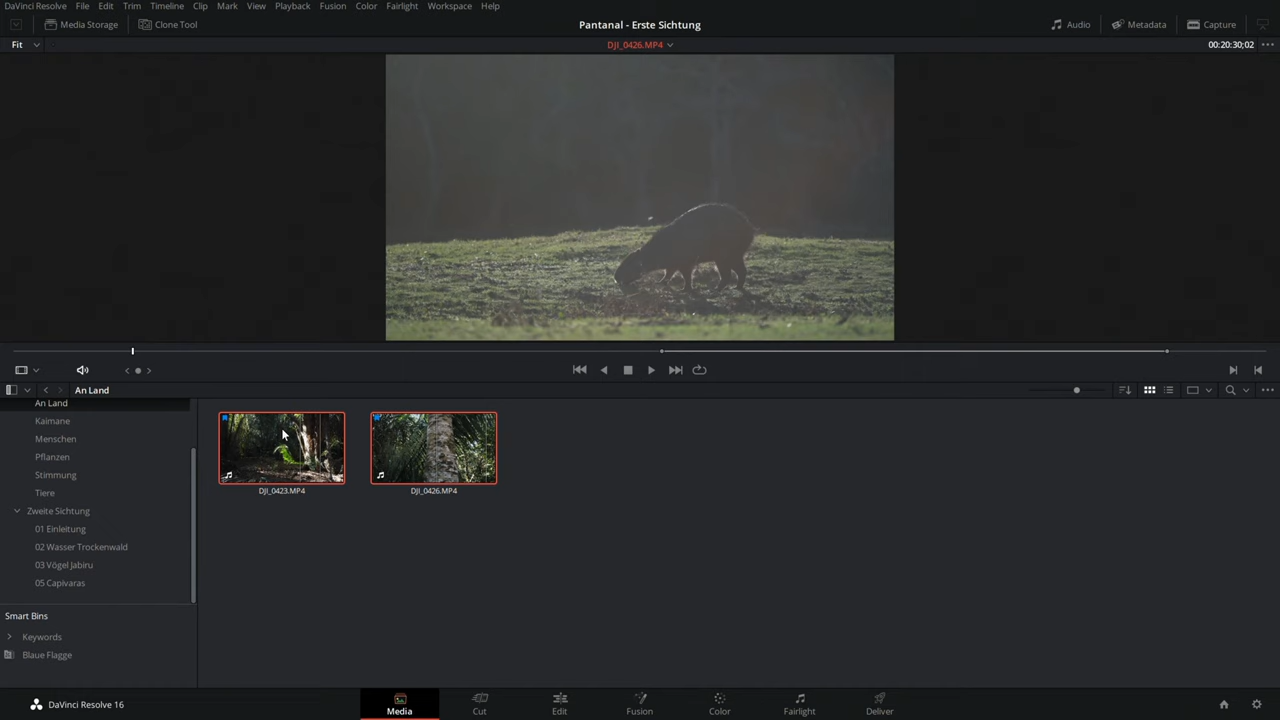 DaVinci Resolve File Edit Trim Timeline Clip Mark View Playback Fusion Color Fairlight Workspace Help
Media Storage Clone Tool Pantanal - Erste Sichtung Audio Metadata Capture
Fit DJI_0426.MP4 00:20:30;02
An Land
An Land
Kaimane
Menschen
Pflanzen
Stimmung
Tiere
Zweite Sichtung
01 Einleitung
02 Wasser Trockenwald
03 Vögel Jabiru
05 Capivaras
DJI_0423.MP4 DJI_0426.MP4
Smart Bins
Keywords
Blaue Flagge
DaVinci Resolve 16 Media Cut Edit Fusion Color Fairlight Deliver